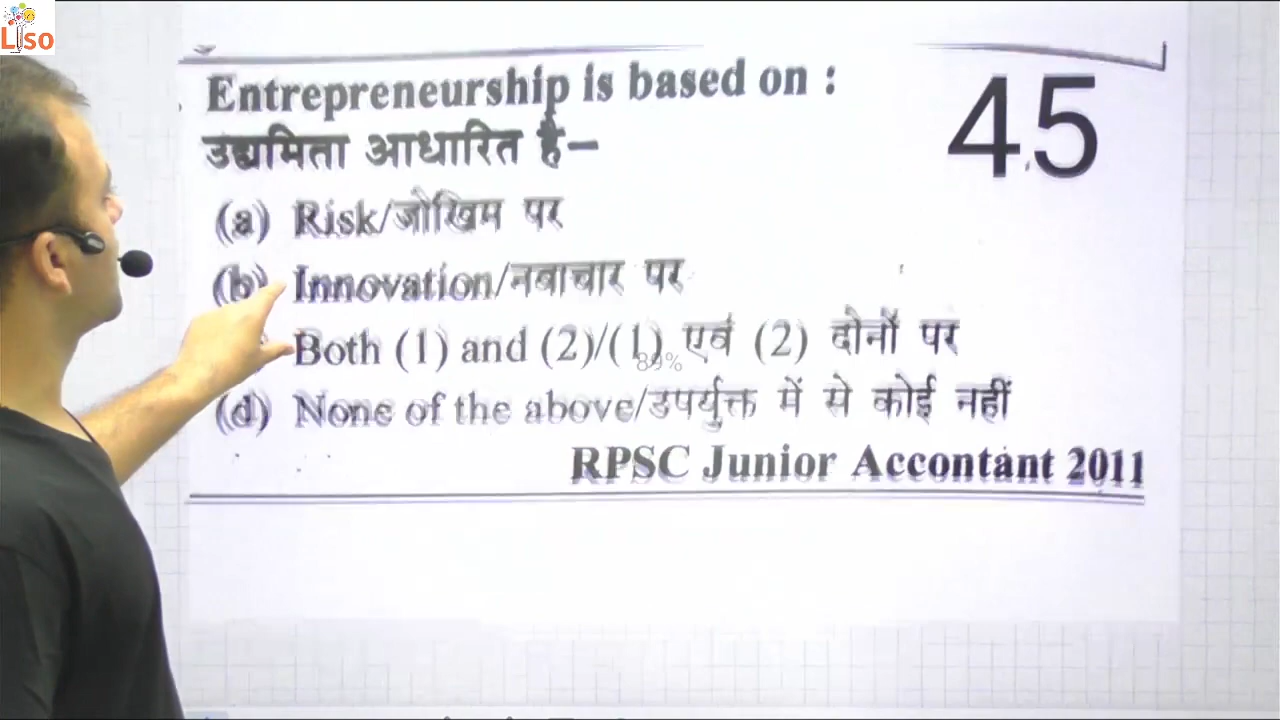 Liso
Entrepreneurship is based on :
45
उद्यमिता आधारित है–
(a) Risk/जोखिम पर
(b) Innovation/नवाचार पर
Both (1) and (2)/(1) एवं (2) दोनों पर
89%
(d) None of the above/उपर्युक्त में से कोई नहीं
RPSC Junior Accontant 2011